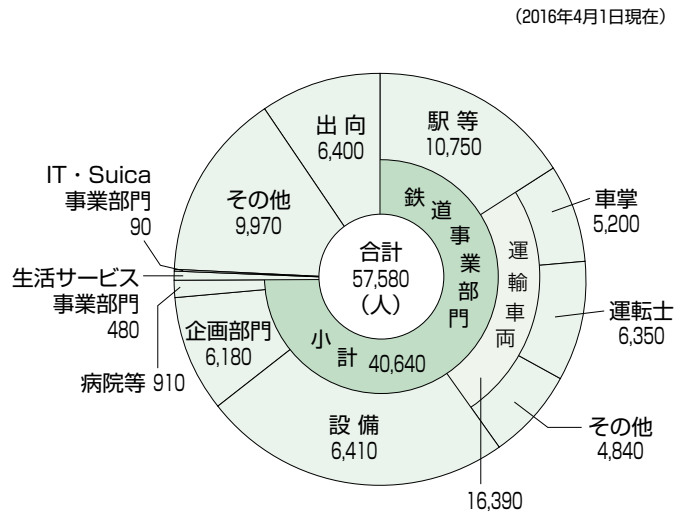 （2016年4月1日現在）
出 向
6,400
駅 等
10,750
IT・Suica
事業部門
90
その他
9,970
鉄道事業部門
車掌
5,200
合計
57,580
（人）
運輸車両
生活サービス
事業部門
480
運転士
6,350
企画部門
6,180
小計 40,640
病院等 910
設 備
6,410
その他
4,840
16,390